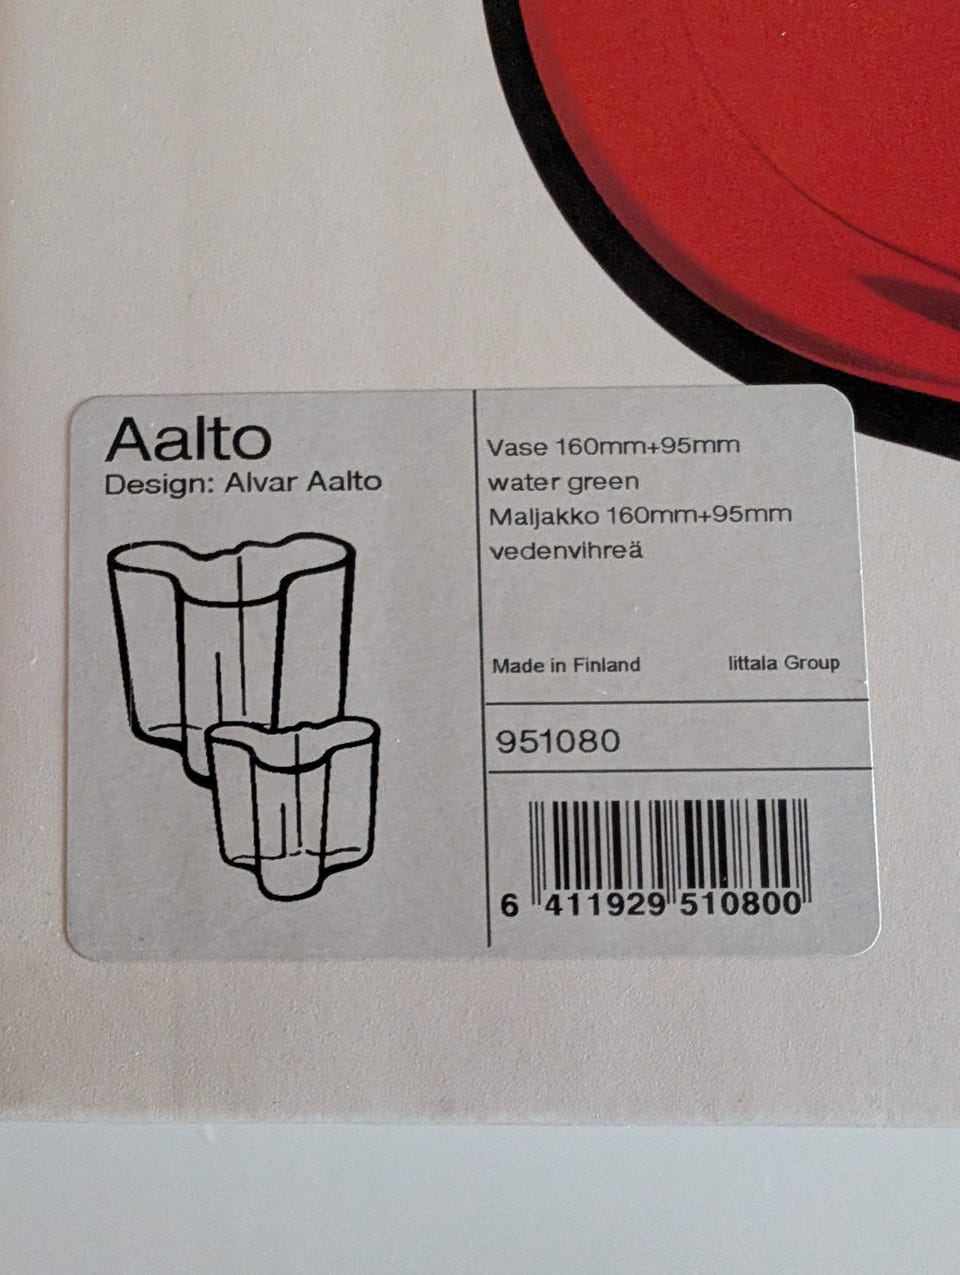 Aalto
Design: Alvar Aalto
Vase 160mm+95mm
water green
Maljakko 160mm+95mm
vedenvihreä
Made in Finland
Iittala Group
951080
6 411929 510800